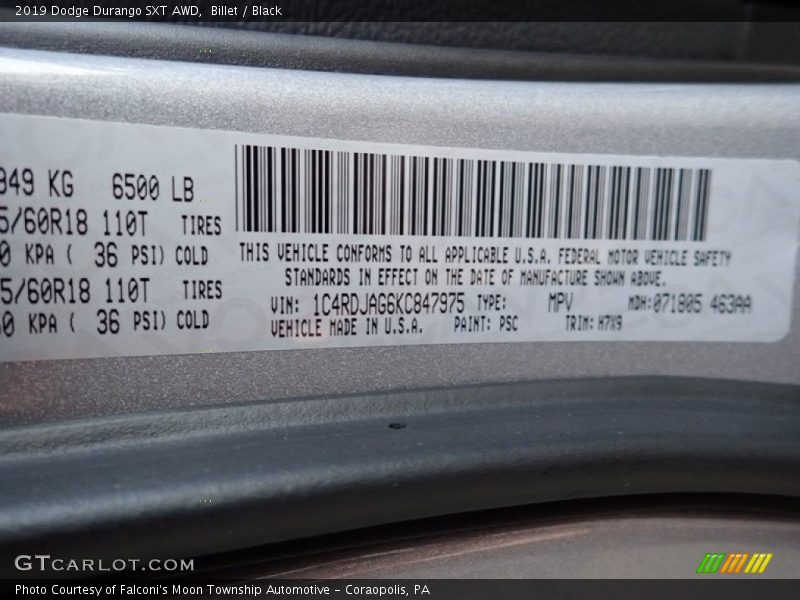 2019 Dodge Durango SXT AWD, Billet / Black
949 KG 6500 LB
5/60R18 110T TIRES
0 KPA ( 36 PSI) COLD
5/60R18 110T TIRES
0 KPA ( 36 PSI) COLD
THIS VEHICLE CONFORMS TO ALL APPLICABLE U.S.A. FEDERAL MOTOR VEHICLE SAFETY
STANDARDS IN EFFECT ON THE DATE OF MANUFACTURE SHOWN ABOVE.
VIN: 1C4RDJAG6KC847975 TYPE: MPV MDH:071805 463AA
VEHICLE MADE IN U.S.A. PAINT: PSC TRIM: H7X9
GTCARLOT.COM
Photo Courtesy of Falconi's Moon Township Automotive – Coraopolis, PA